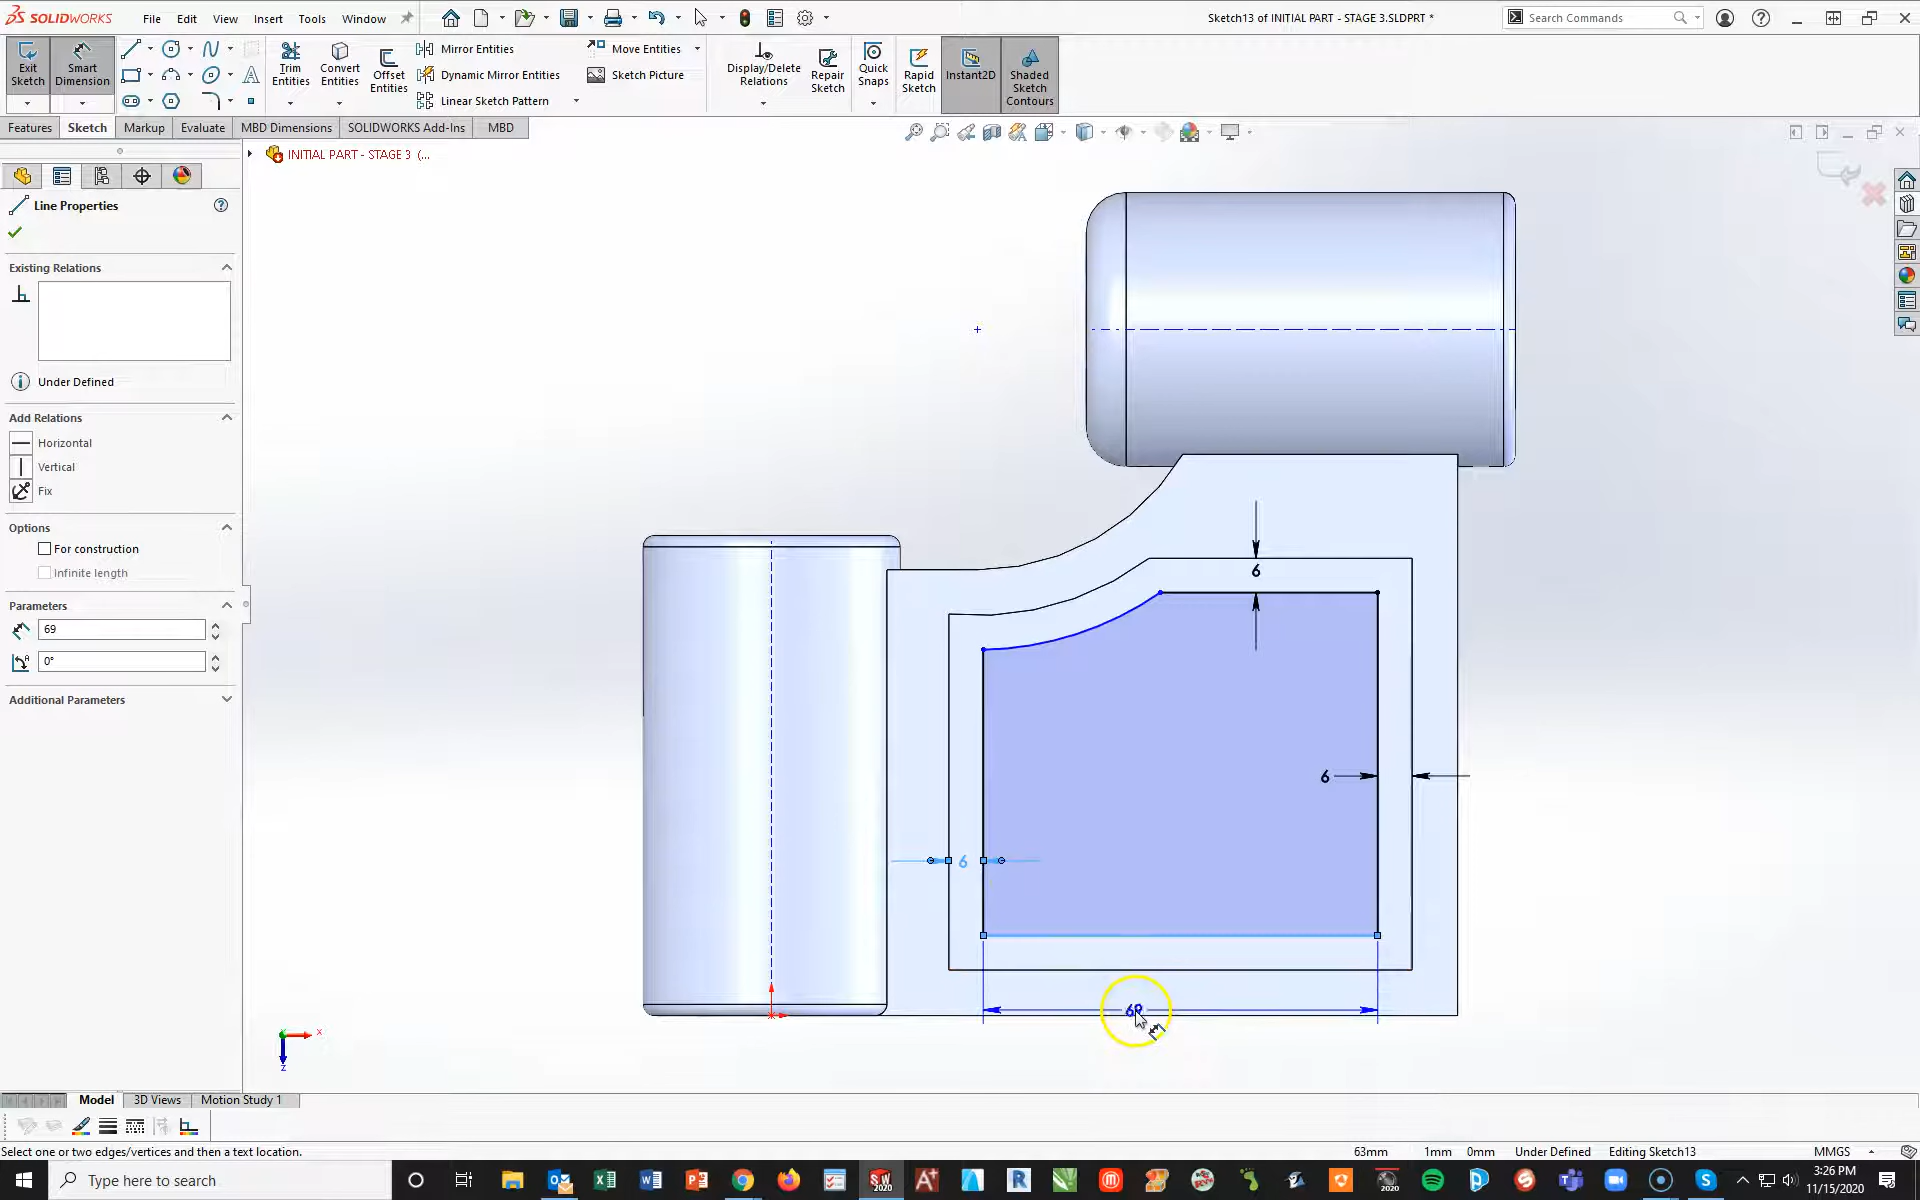 SOLIDWORKS File Edit View Insert Tools Window
Sketch13 of INITIAL PART - STAGE 3.SLDPRT *
Search Commands
Exit Sketch
Smart Dimension
Trim Entities
Convert Entities
Offset Entities
Mirror Entities
Dynamic Mirror Entities
Linear Sketch Pattern
Move Entities
Sketch Picture
Display/Delete Relations
Repair Sketch
Quick Snaps
Rapid Sketch
Instant2D
Shaded Sketch Contours
Features Sketch Markup Evaluate MBD Dimensions SOLIDWORKS Add-Ins MBD
INITIAL PART - STAGE 3 (...
Line Properties
Existing Relations
Under Defined
Add Relations
Horizontal
Vertical
Fix
Options
For construction
Infinite length
Parameters
69
0°
Additional Parameters
6
6
6
69
x
z
Model 3D Views Motion Study 1
Select one or two edges/vertices and then a text location.
63mm 1mm 0mm Under Defined Editing Sketch13 MMGS
Type here to search
3:26 PM
11/15/2020